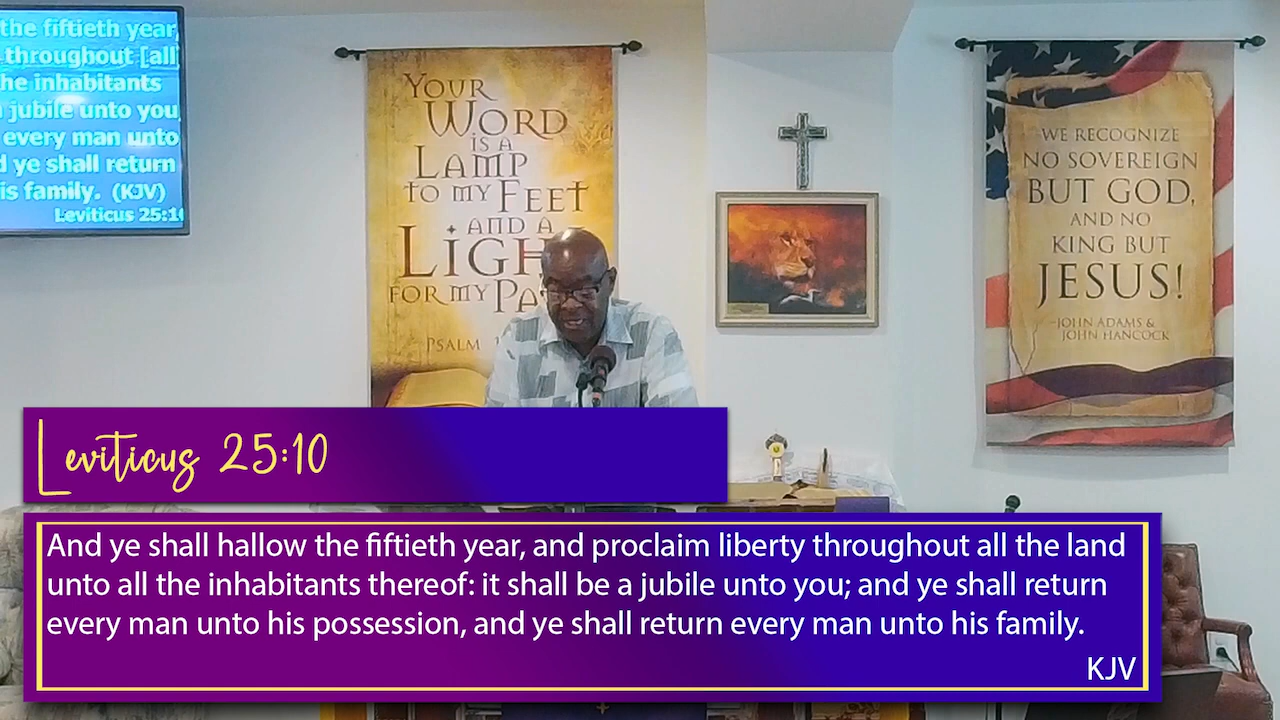 the fiftieth year,
throughout [all
he inhabitants
jubile unto you,
every man unto
d ye shall return
is family. (KJV)
Leviticus 25:10
YOUR
WORD
IS A
LAMP
TO MY FEET
AND A
LIGH
FOR MY PA
PSALM 1
WE RECOGNIZE
NO SOVEREIGN
BUT GOD,
AND NO
KING BUT
JESUS!
-JOHN ADAMS &
JOHN HANCOCK
Leviticus 25:10
And ye shall hallow the fiftieth year, and proclaim liberty throughout all the land
unto all the inhabitants thereof: it shall be a jubile unto you; and ye shall return
every man unto his possession, and ye shall return every man unto his family.
KJV